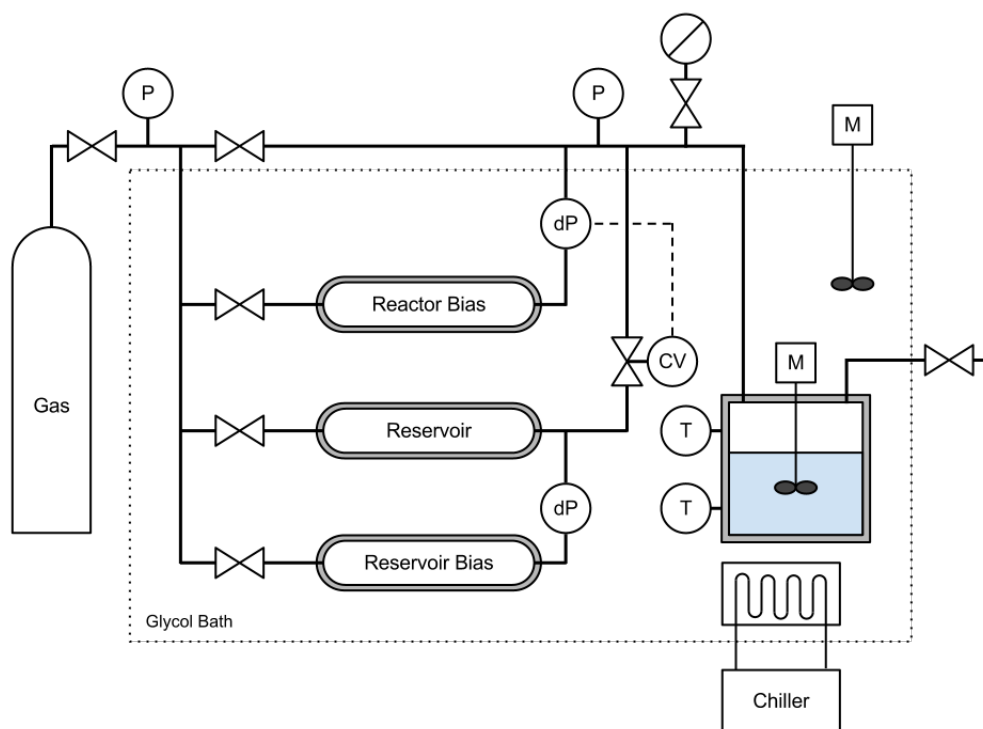 P
P
M
dP
Reactor Bias
CV
M
Gas
Reservoir
T
dP
T
Reservoir Bias
Glycol Bath
Chiller